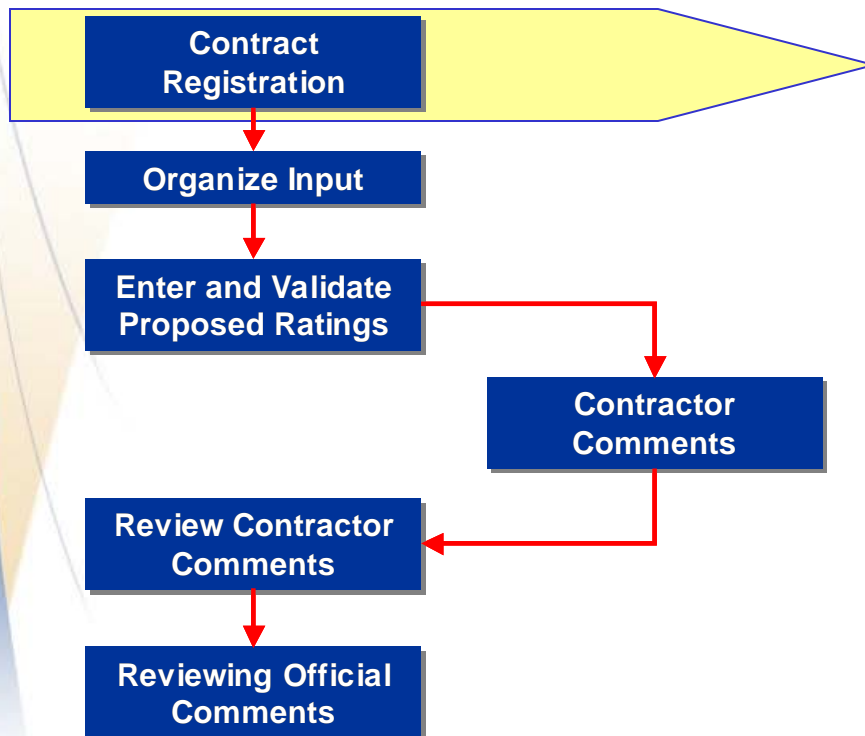 Contract
Registration
Organize Input
Enter and Validate
Proposed Ratings
Contractor
Comments
Review Contractor
Comments
Reviewing Official
Comments